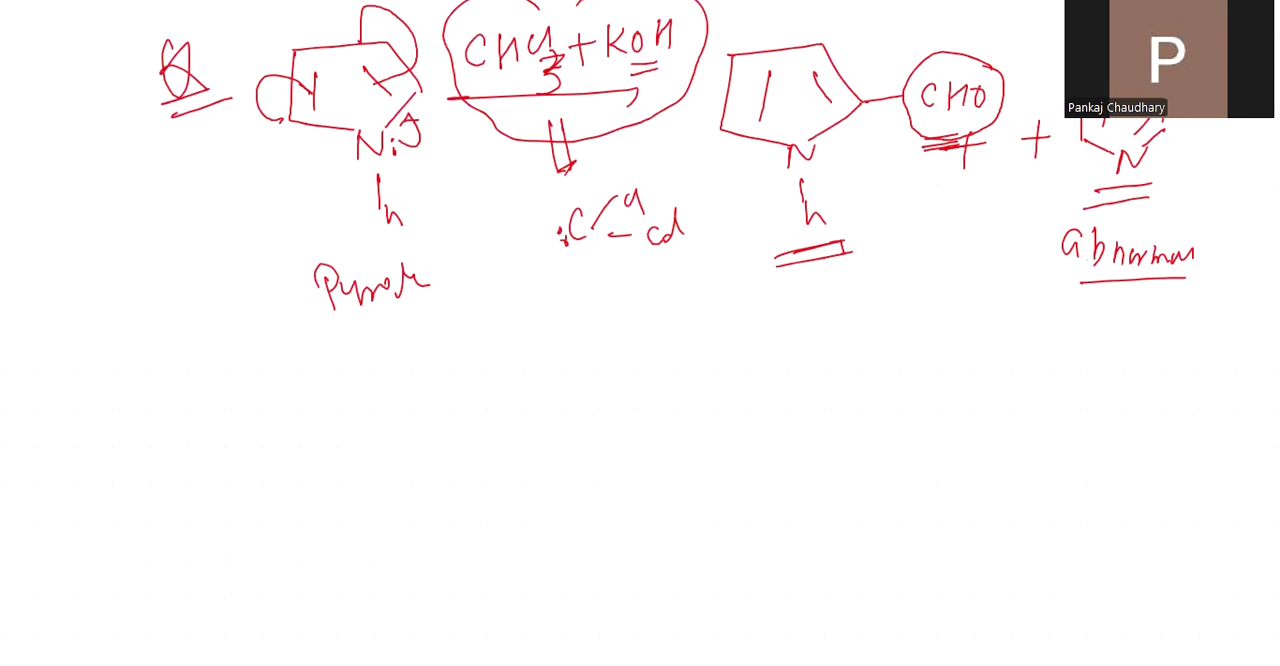 Q
CHCl3 + KOH
CHO
+
N:
N
N
h
h
:C Cl
Cl
Pyrrole
abnormal
P
Pankaj Chaudhary